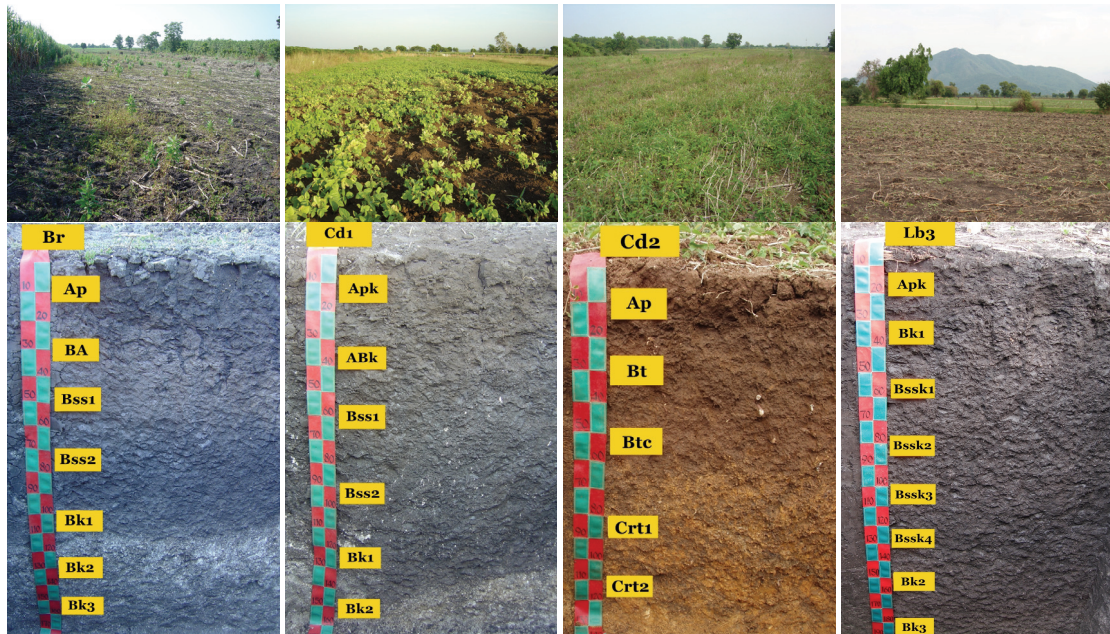 Br
Ap
BA
Bss1
Bss2
Bk1
Bk2
Bk3
Cd1
Apk
ABk
Bss1
Bss2
Bk1
Bk2
Cd2
Ap
Bt
Btc
Crt1
Crt2
Lb3
Apk
Bk1
Bssk1
Bssk2
Bssk3
Bssk4
Bk2
Bk3